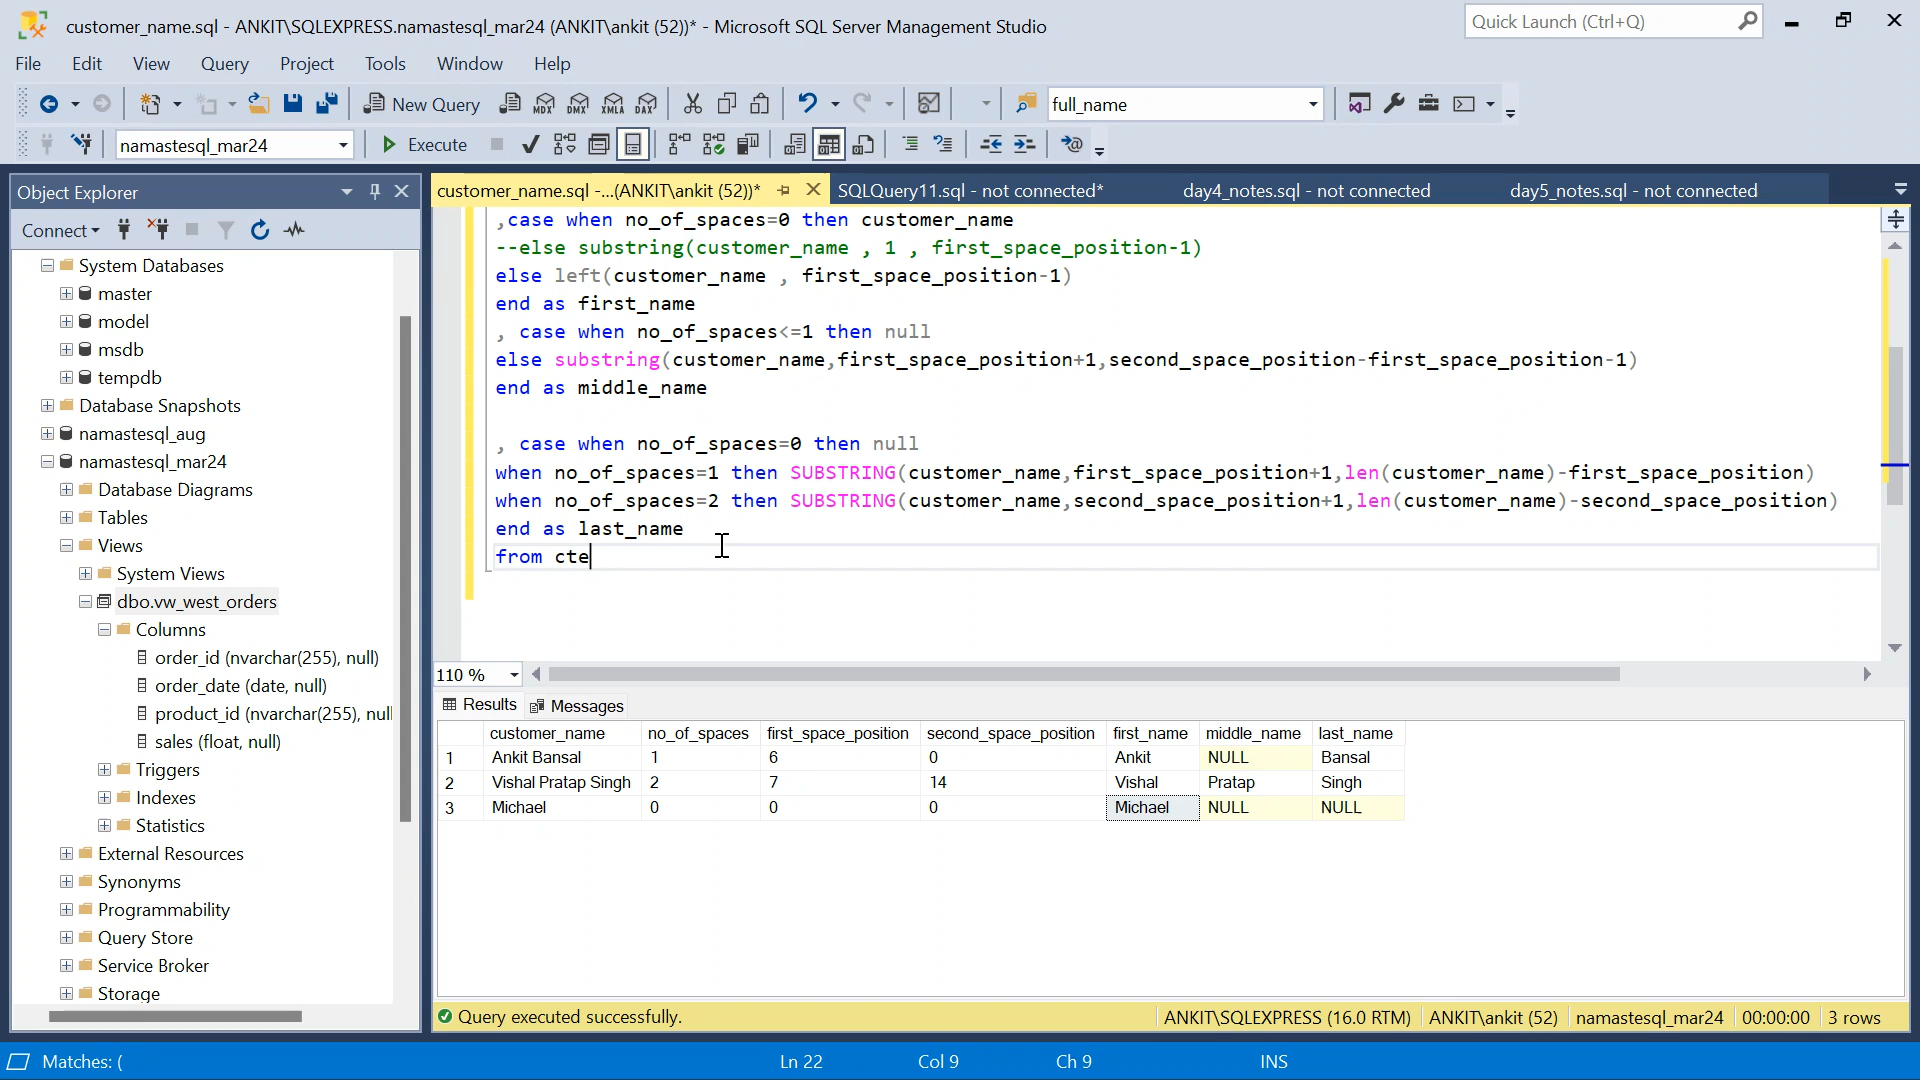 customer_name.sql - ANKIT\SQLEXPRESS.namastesql_mar24 (ANKIT\ankit (52))* - Microsoft SQL Server Management Studio
Quick Launch (Ctrl+Q)
File Edit View Query Project Tools Window Help
New Query MDX DMX XMLA DAX full_name
namastesql_mar24 Execute
Object Explorer
customer_name.sql -...(ANKIT\ankit (52))* SQLQuery11.sql - not connected* day4_notes.sql - not connected day5_notes.sql - not connected
Connect
System Databases
master
model
msdb
tempdb
Database Snapshots
namastesql_aug
namastesql_mar24
Database Diagrams
Tables
Views
System Views
dbo.vw_west_orders
Columns
order_id (nvarchar(255), null)
order_date (date, null)
product_id (nvarchar(255), nul
sales (float, null)
Triggers
Indexes
Statistics
External Resources
Synonyms
Programmability
Query Store
Service Broker
Storage
,case when no_of_spaces=0 then customer_name
--else substring(customer_name , 1 , first_space_position-1)
else left(customer_name , first_space_position-1)
end as first_name
, case when no_of_spaces<=1 then null
else substring(customer_name,first_space_position+1,second_space_position-first_space_position-1)
end as middle_name
, case when no_of_spaces=0 then null
when no_of_spaces=1 then SUBSTRING(customer_name,first_space_position+1,len(customer_name)-first_space_position)
when no_of_spaces=2 then SUBSTRING(customer_name,second_space_position+1,len(customer_name)-second_space_position)
end as last_name
from cte
110 %
Results Messages
customer_name no_of_spaces first_space_position second_space_position first_name middle_name last_name
1 Ankit Bansal 1 6 0 Ankit NULL Bansal
2 Vishal Pratap Singh 2 7 14 Vishal Pratap Singh
3 Michael 0 0 0 Michael NULL NULL
Query executed successfully. ANKIT\SQLEXPRESS (16.0 RTM) ANKIT\ankit (52) namastesql_mar24 00:00:00 3 rows
Matches: ( Ln 22 Col 9 Ch 9 INS